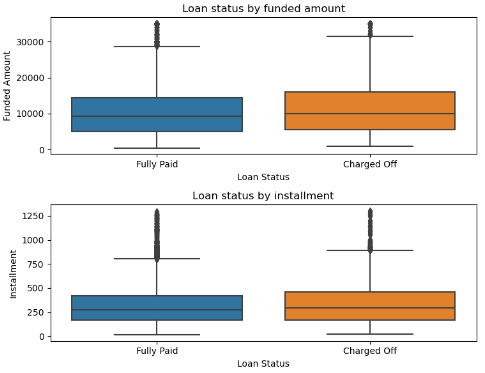 Loan status by funded amount
Funded Amount
30000
20000
10000
0
Fully Paid
Charged Off
Loan Status
Loan status by installment
Installment
1250
1000
750
500
250
0
Fully Paid
Charged Off
Loan Status